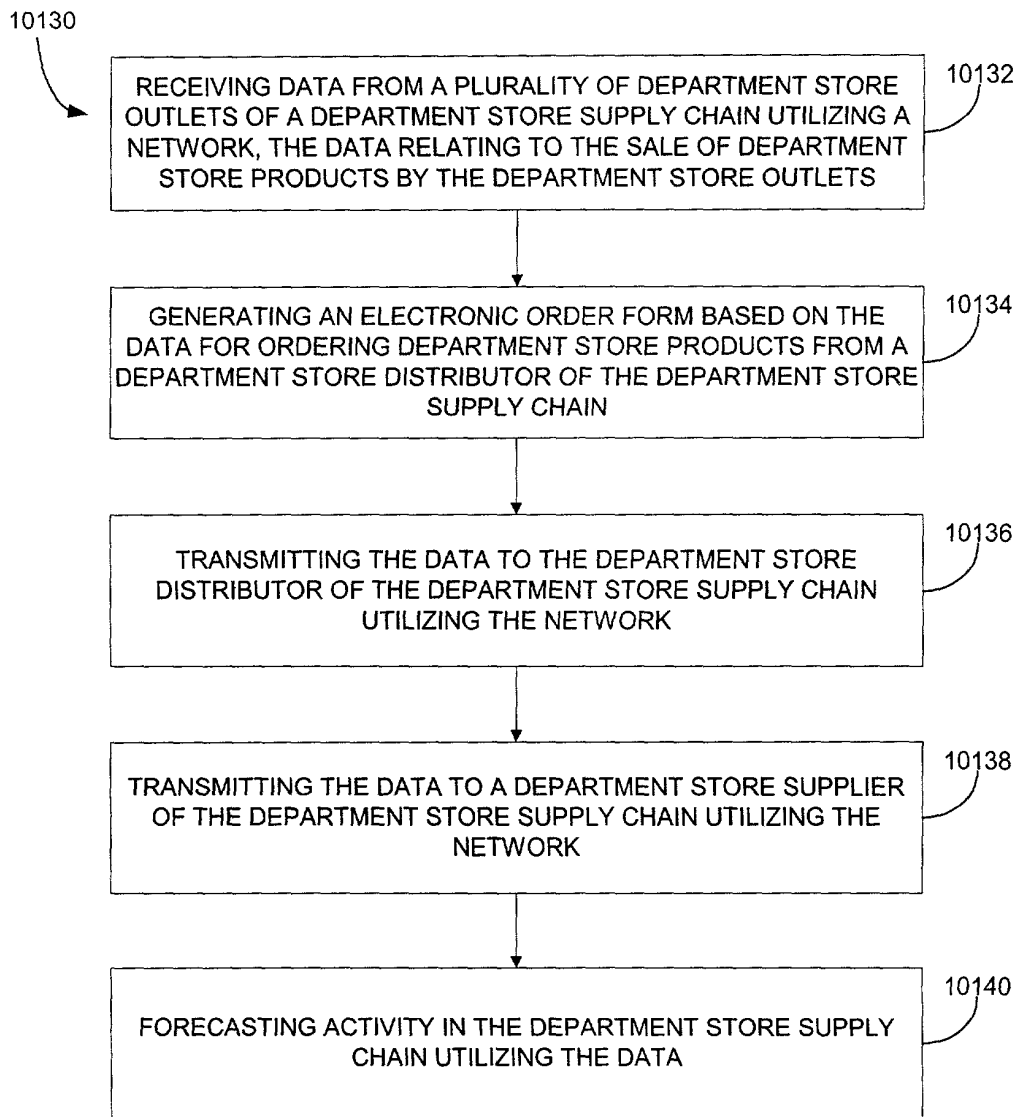 10130
RECEIVING DATA FROM A PLURALITY OF DEPARTMENT STORE
OUTLETS OF A DEPARTMENT STORE SUPPLY CHAIN UTILIZING A
NETWORK, THE DATA RELATING TO THE SALE OF DEPARTMENT
STORE PRODUCTS BY THE DEPARTMENT STORE OUTLETS
10132
GENERATING AN ELECTRONIC ORDER FORM BASED ON THE
DATA FOR ORDERING DEPARTMENT STORE PRODUCTS FROM A
DEPARTMENT STORE DISTRIBUTOR OF THE DEPARTMENT STORE
SUPPLY CHAIN
10134
TRANSMITTING THE DATA TO THE DEPARTMENT STORE
DISTRIBUTOR OF THE DEPARTMENT STORE SUPPLY CHAIN
UTILIZING THE NETWORK
10136
TRANSMITTING THE DATA TO A DEPARTMENT STORE SUPPLIER
OF THE DEPARTMENT STORE SUPPLY CHAIN UTILIZING THE
NETWORK
10138
FORECASTING ACTIVITY IN THE DEPARTMENT STORE SUPPLY
CHAIN UTILIZING THE DATA
10140